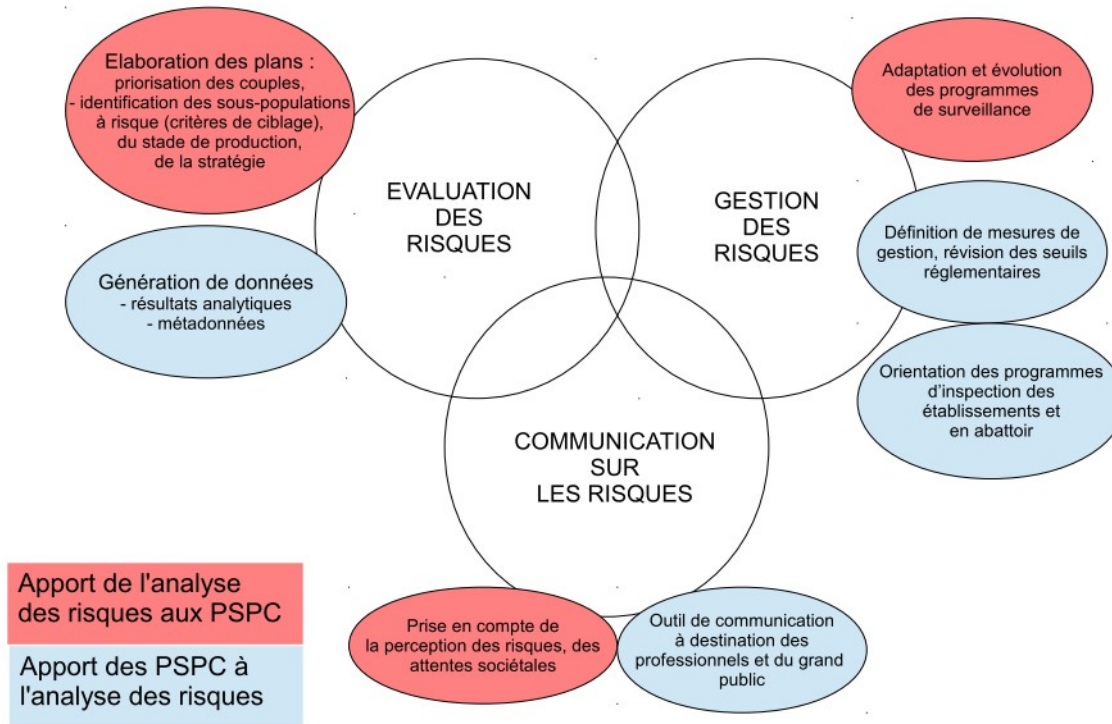 Elaboration des plans :
priorisation des couples,
- identification des sous-populations
à risque (critères de ciblage),
du stade de production,
de la stratégie
Adaptation et évolution
des programmes
de surveillance
EVALUATION
DES
RISQUES
GESTION
DES
RISQUES
Génération de données
- résultats analytiques
- métadonnées
Définition de mesures de
gestion, révision des seuils
réglementaires
Orientation des programmes
d'inspection des
établissements et
en abattoir
COMMUNICATION
SUR
LES RISQUES
Apport de l'analyse
des risques aux PSPC
Apport des PSPC à
l'analyse des risques
Prise en compte de
la perception des risques, des
attentes sociétales
Outil de communication
à destination des
professionnels et du grand
public